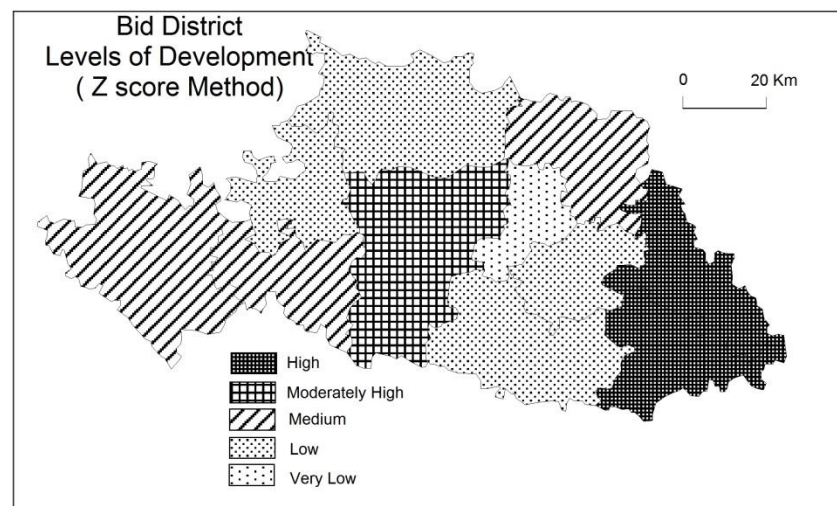 Bid District
Levels of Development
( Z score Method)
0 20 Km
High
Moderately High
Medium
Low
Very Low